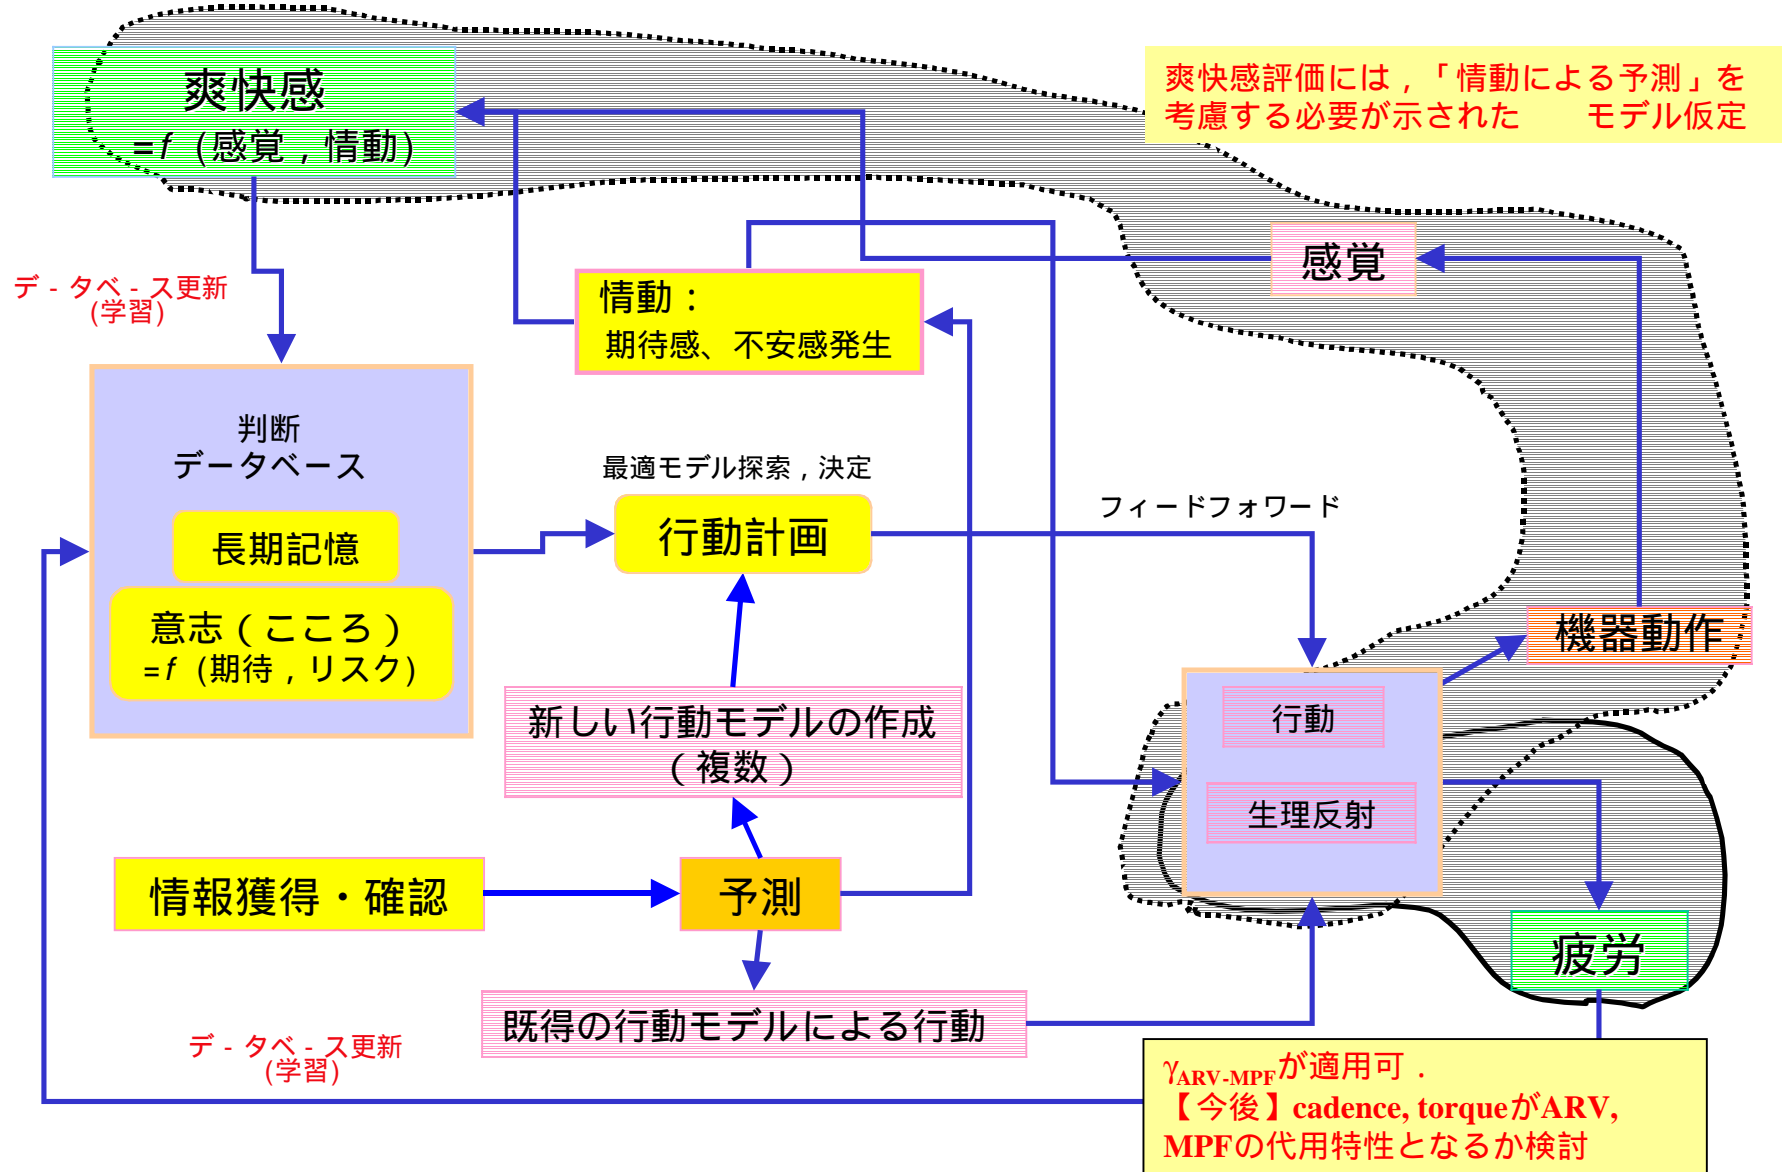 爽快感
=f（感覚，情動）
爽快感評価には，「情動による予測」を
考慮する必要が示された　　モデル仮定
感覚
デ‐タベ‐ス更新
(学習)
情動：
期待感、不安感発生
判断
データベース
長期記憶
意志（こころ）
=f（期待，リスク）
最適モデル探索，決定
行動計画
フィードフォワード
機器動作
新しい行動モデルの作成
（複数）
行動
生理反射
情報獲得・確認
予測
疲労
既得の行動モデルによる行動
デ‐タベ‐ス更新
(学習)
γARV-MPFが適用可．
【今後】cadence, torqueがARV,
MPFの代用特性となるか検討